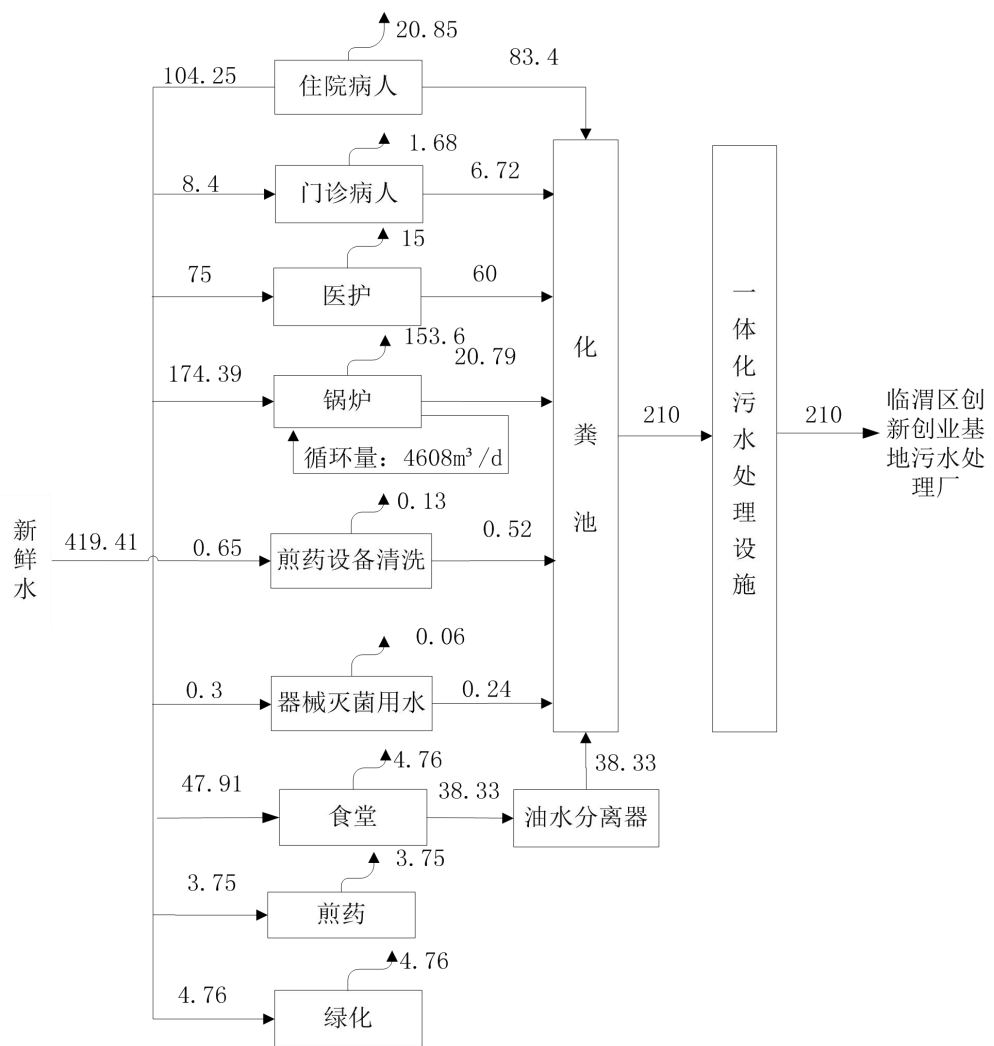 20.85
104.25
住院病人
83.4
1.68
8.4
门诊病人
6.72
15
75
医护
60
153.6
174.39
锅炉
20.79
循环量：4608m³/d
0.13
新鲜水
419.41
0.65
煎药设备清洗
0.52
0.06
0.3
器械灭菌用水
0.24
4.76
47.91
食堂
38.33
油水分离器
38.33
3.75
3.75
煎药
4.76
4.76
绿化
化粪池
210
一体化污水处理设施
210
临渭区创
新创业基
地污水处
理厂